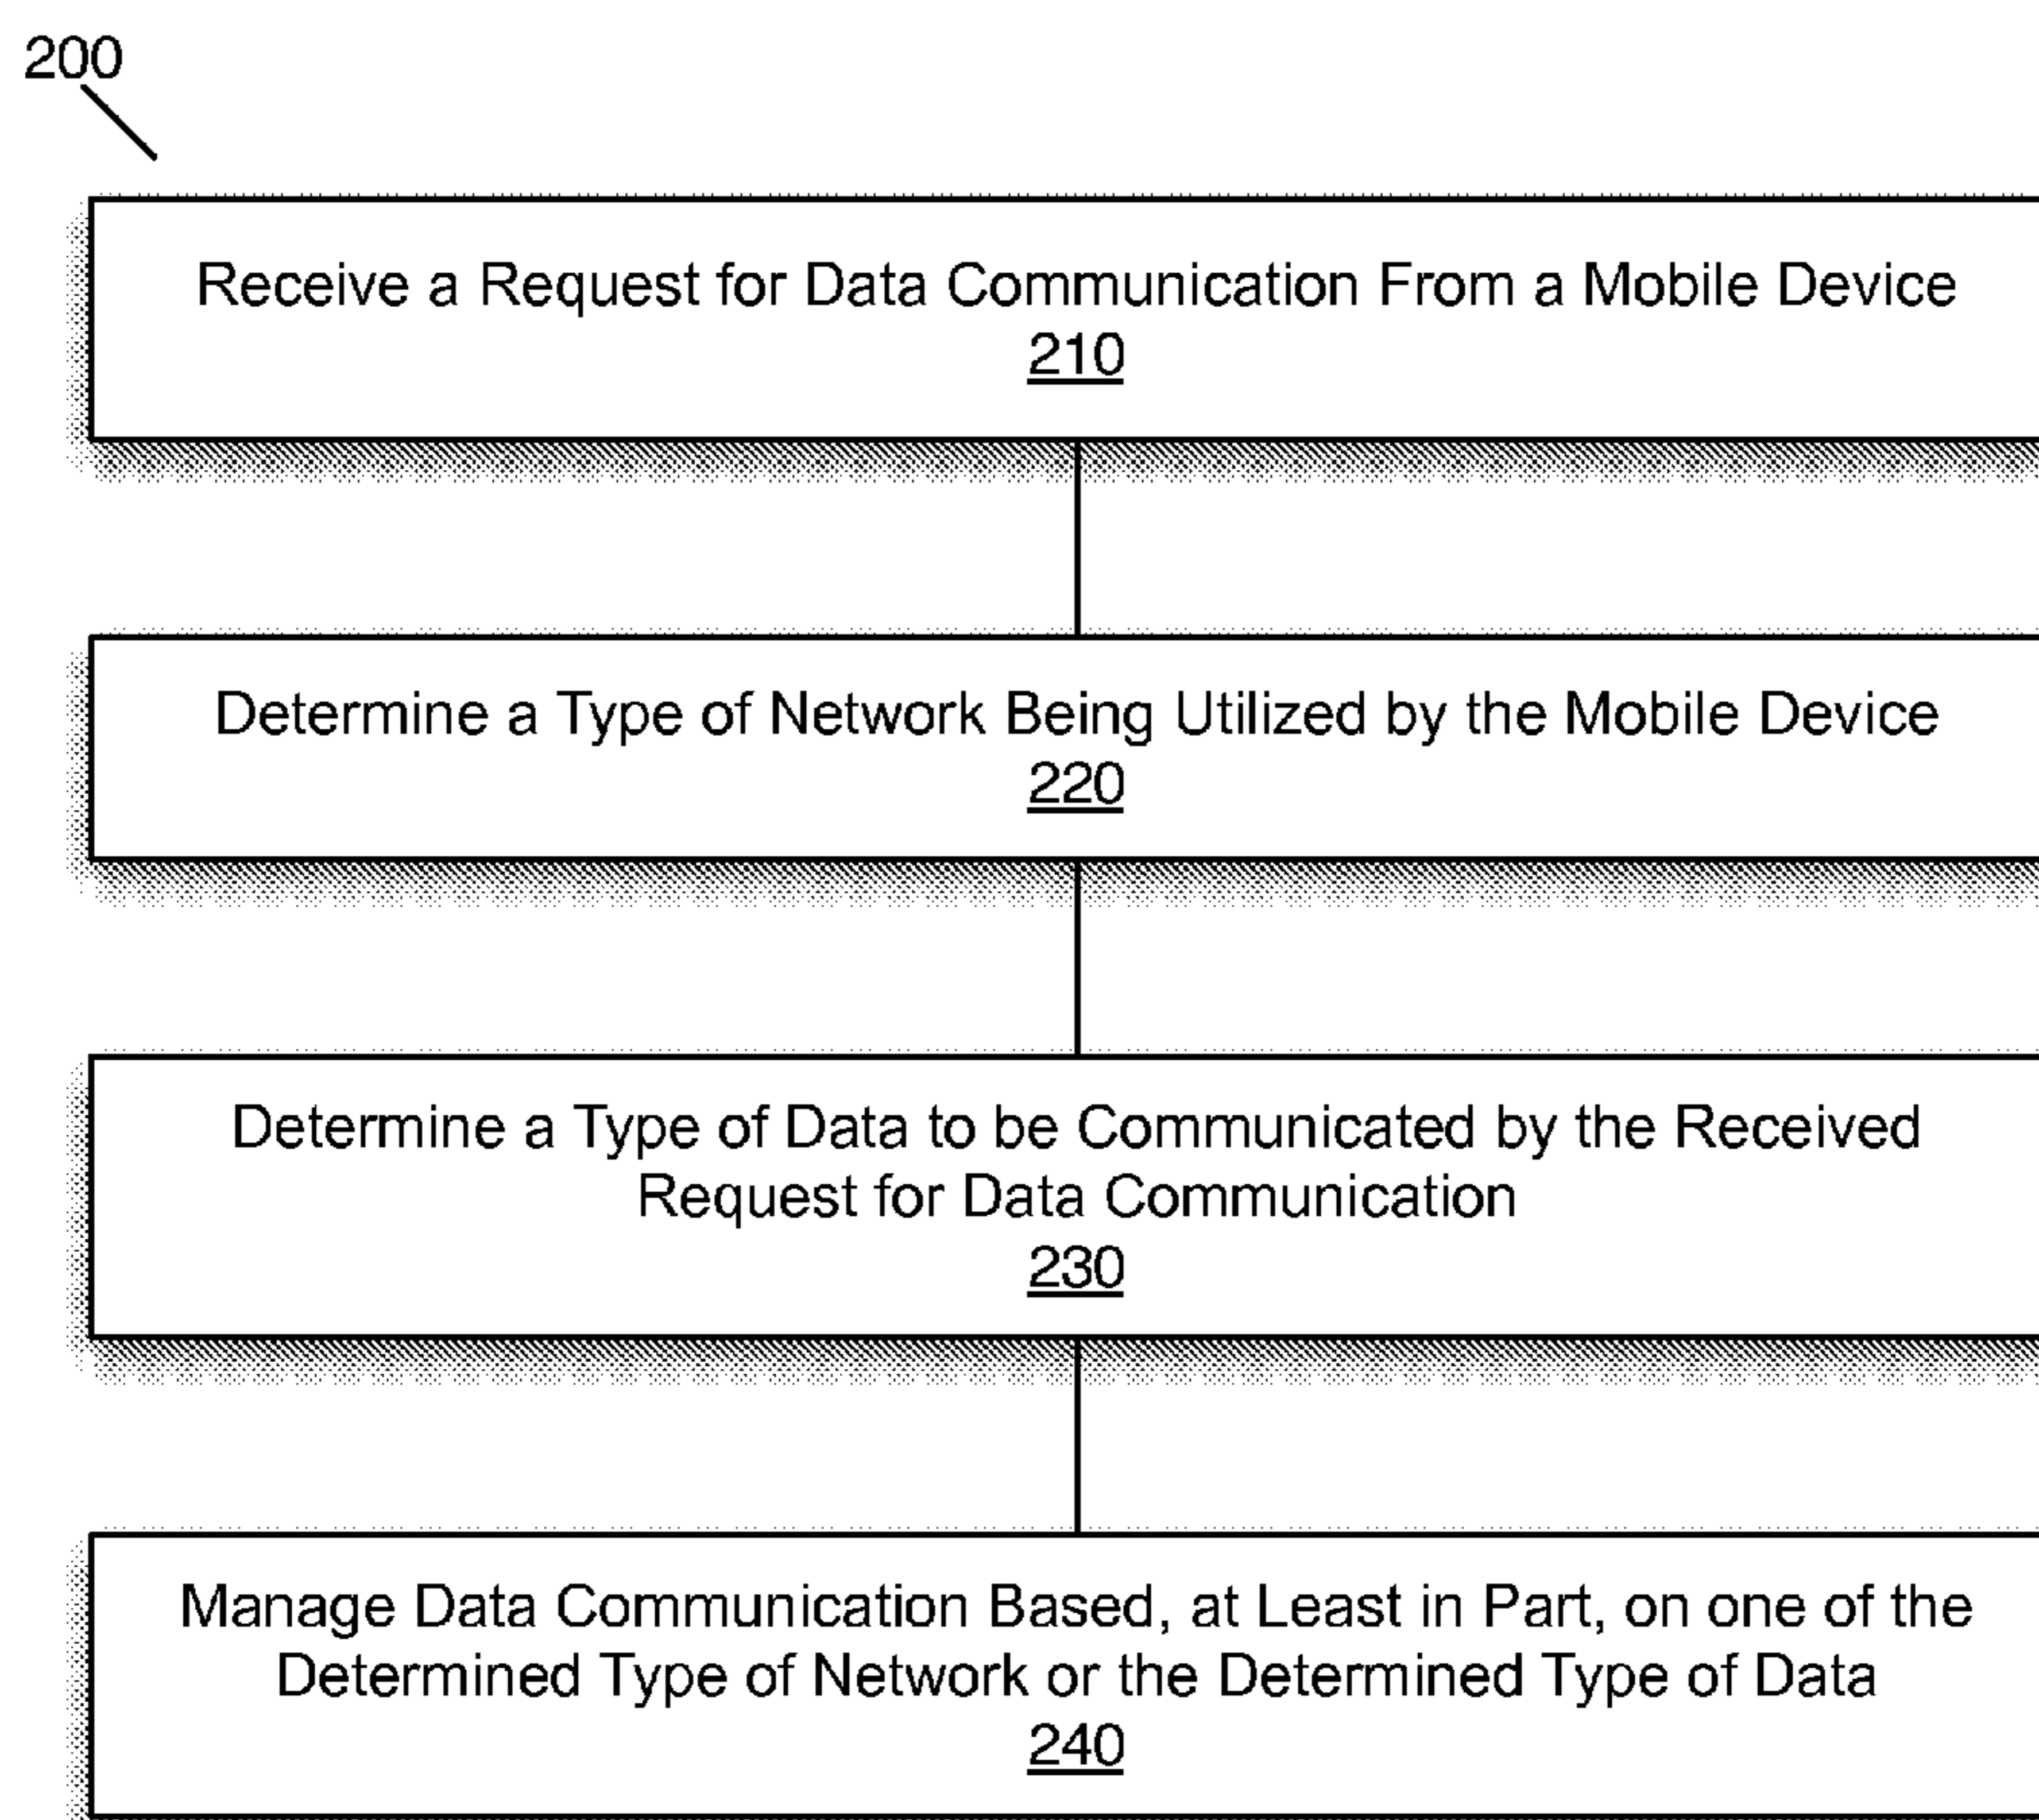 200
Receive a Request for Data Communication From a Mobile Device
210
Determine a Type of Network Being Utilized by the Mobile Device
220
Determine a Type of Data to be Communicated by the Received
Request for Data Communication
230
Manage Data Communication Based, at Least in Part, on one of the
Determined Type of Network or the Determined Type of Data
240